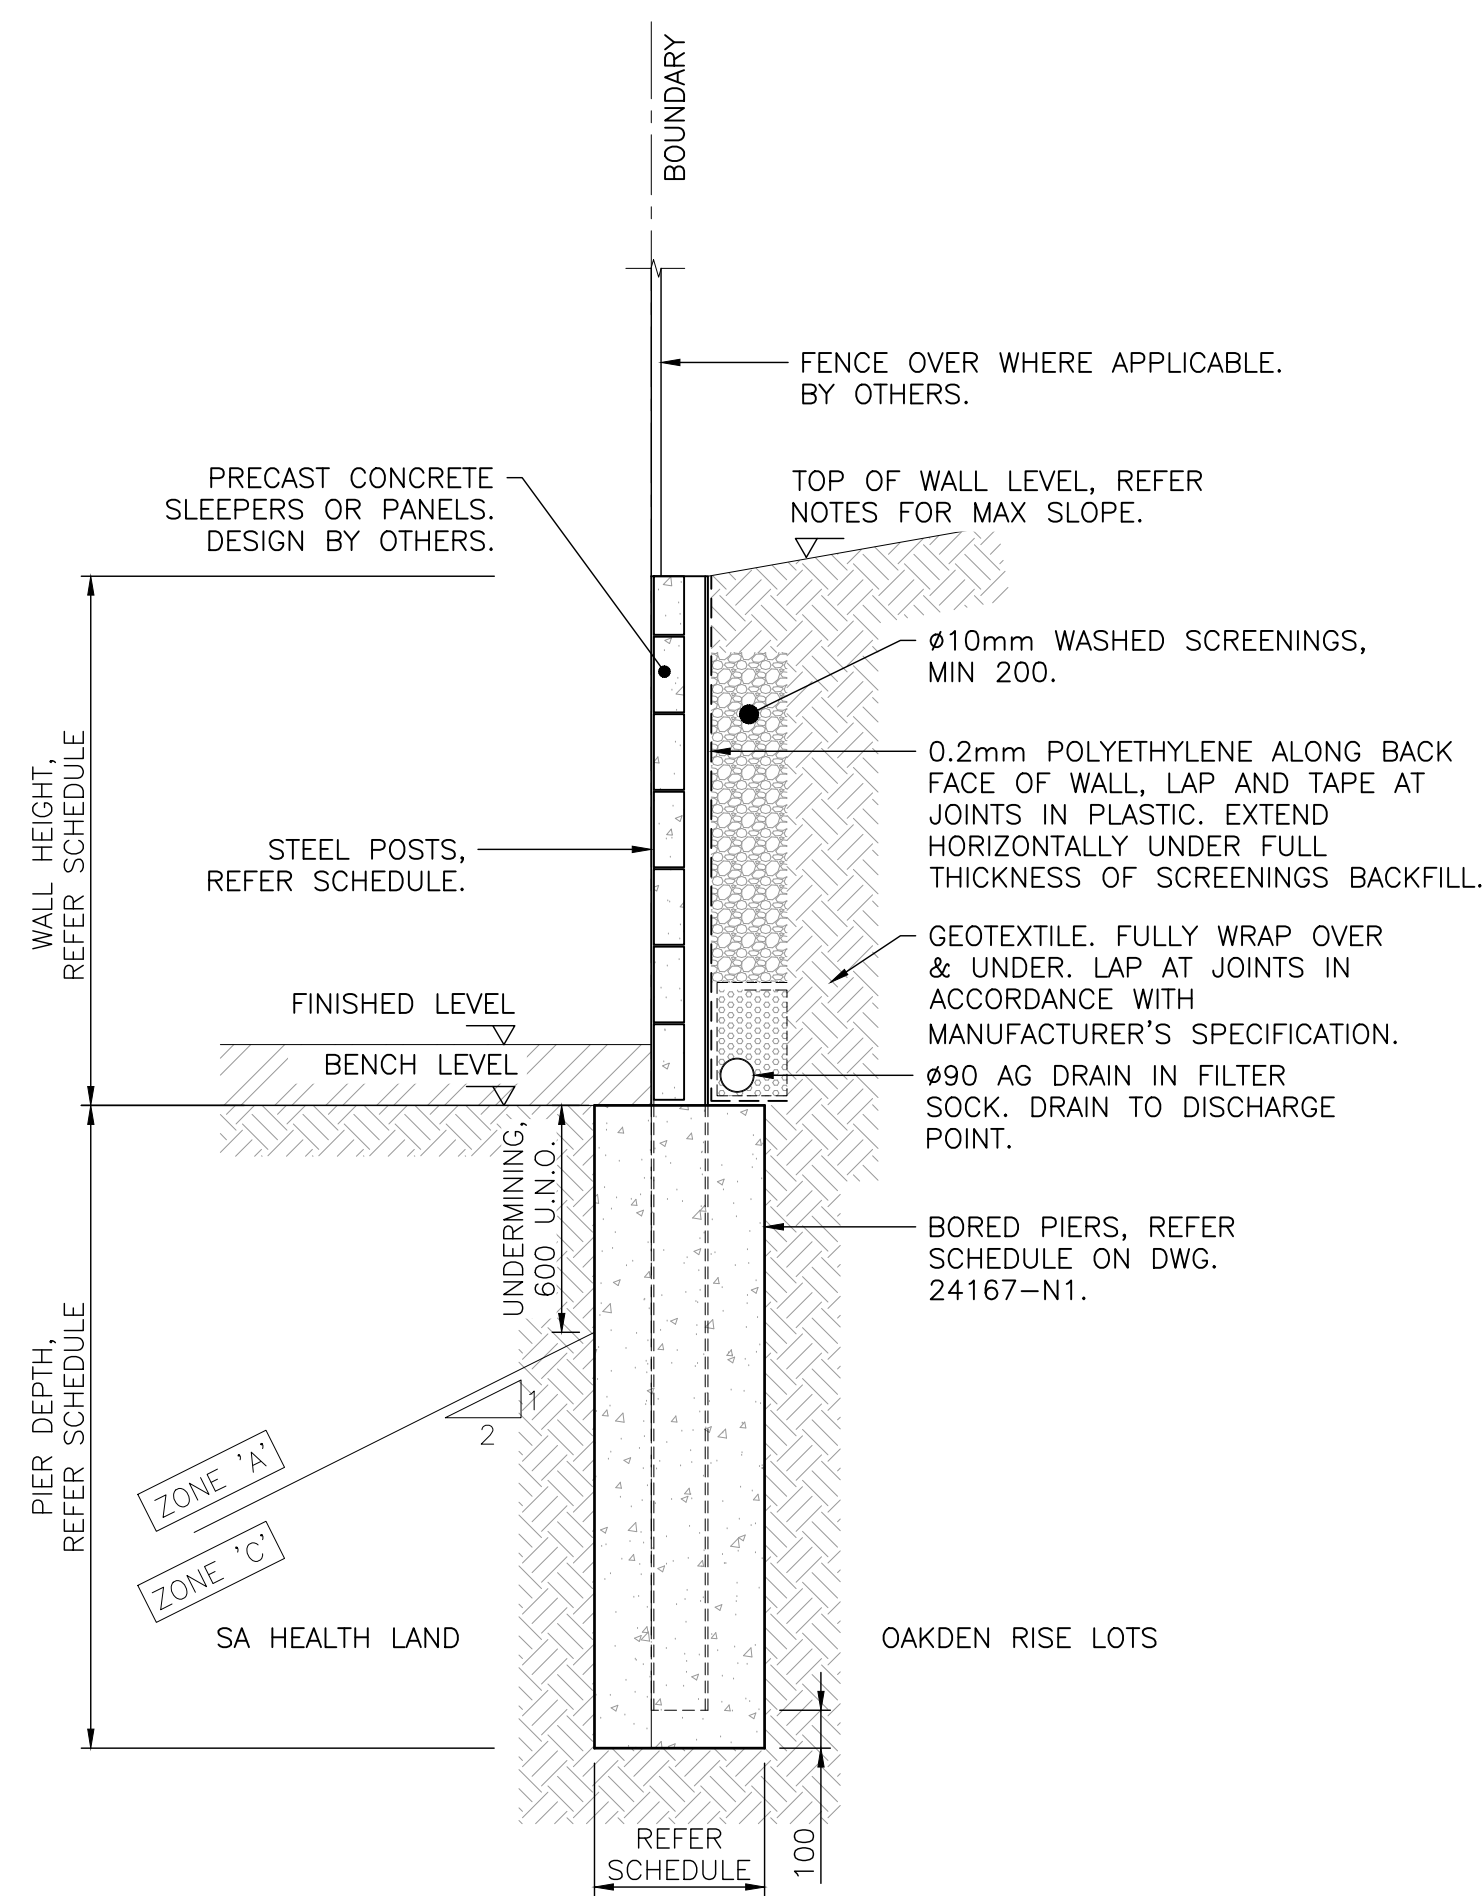 BOUNDARY
FENCE OVER WHERE APPLICABLE.
BY OTHERS.
PRECAST CONCRETE
SLEEPERS OR PANELS.
DESIGN BY OTHERS.
TOP OF WALL LEVEL, REFER
NOTES FOR MAX SLOPE.
ø10mm WASHED SCREENINGS,
MIN 200.
WALL HEIGHT,
REFER SCHEDULE
0.2mm POLYETHYLENE ALONG BACK
FACE OF WALL, LAP AND TAPE AT
JOINTS IN PLASTIC. EXTEND
HORIZONTALLY UNDER FULL
THICKNESS OF SCREENINGS BACKFILL.
STEEL POSTS,
REFER SCHEDULE.
GEOTEXTILE. FULLY WRAP OVER
& UNDER. LAP AT JOINTS IN
ACCORDANCE WITH
MANUFACTURER'S SPECIFICATION.
FINISHED LEVEL
BENCH LEVEL
ø90 AG DRAIN IN FILTER
SOCK. DRAIN TO DISCHARGE
POINT.
UNDERMINING,
600 U.N.O.
BORED PIERS, REFER
SCHEDULE ON DWG.
24167-N1.
PIER DEPTH,
REFER SCHEDULE
1
2
ZONE 'A'
ZONE 'C'
SA HEALTH LAND
OAKDEN RISE LOTS
REFER
SCHEDULE
100